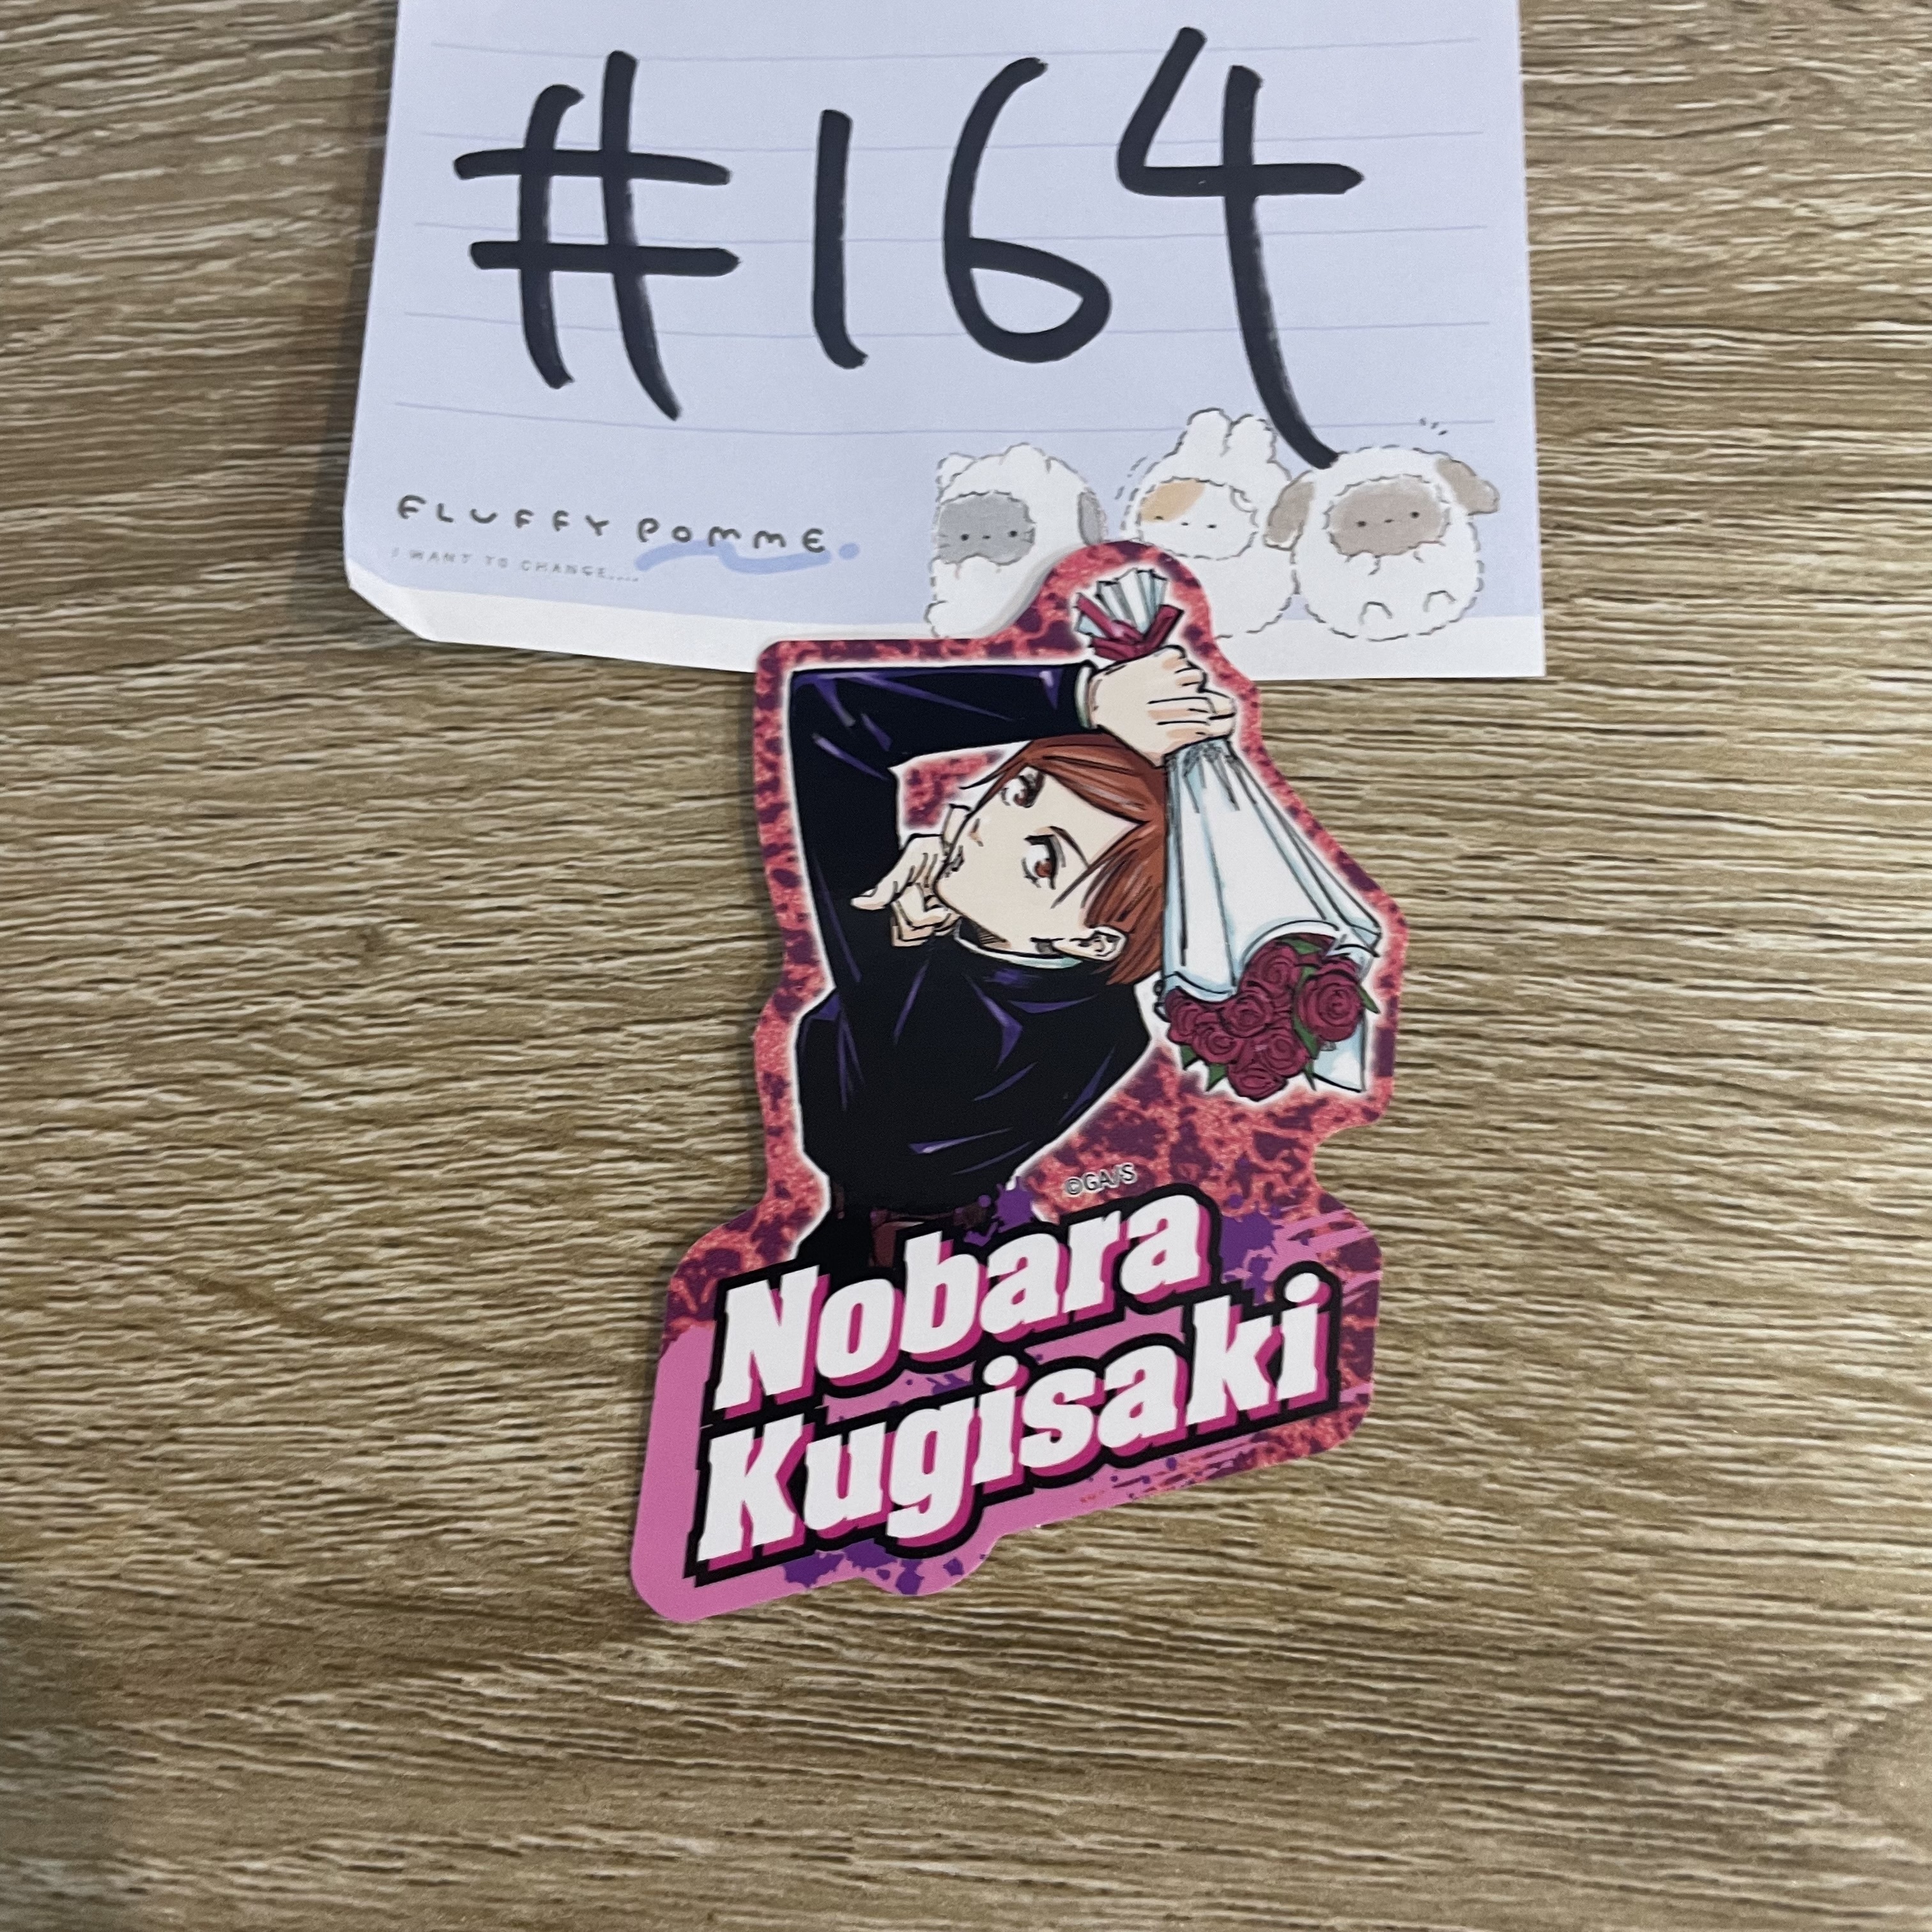 #164
FLUFFY POMME.
I WANT TO CHANGE....
©GA/S
Nobara
Kugisaki